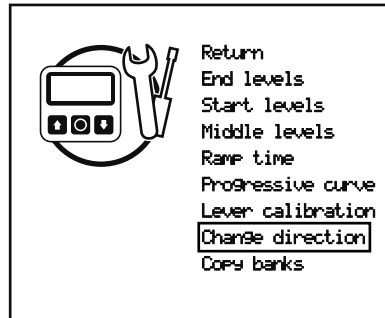 Return
End levels
Start levels
Middle levels
Ramp time
Progressive curve
Lever calibration
Change direction
Copy banks